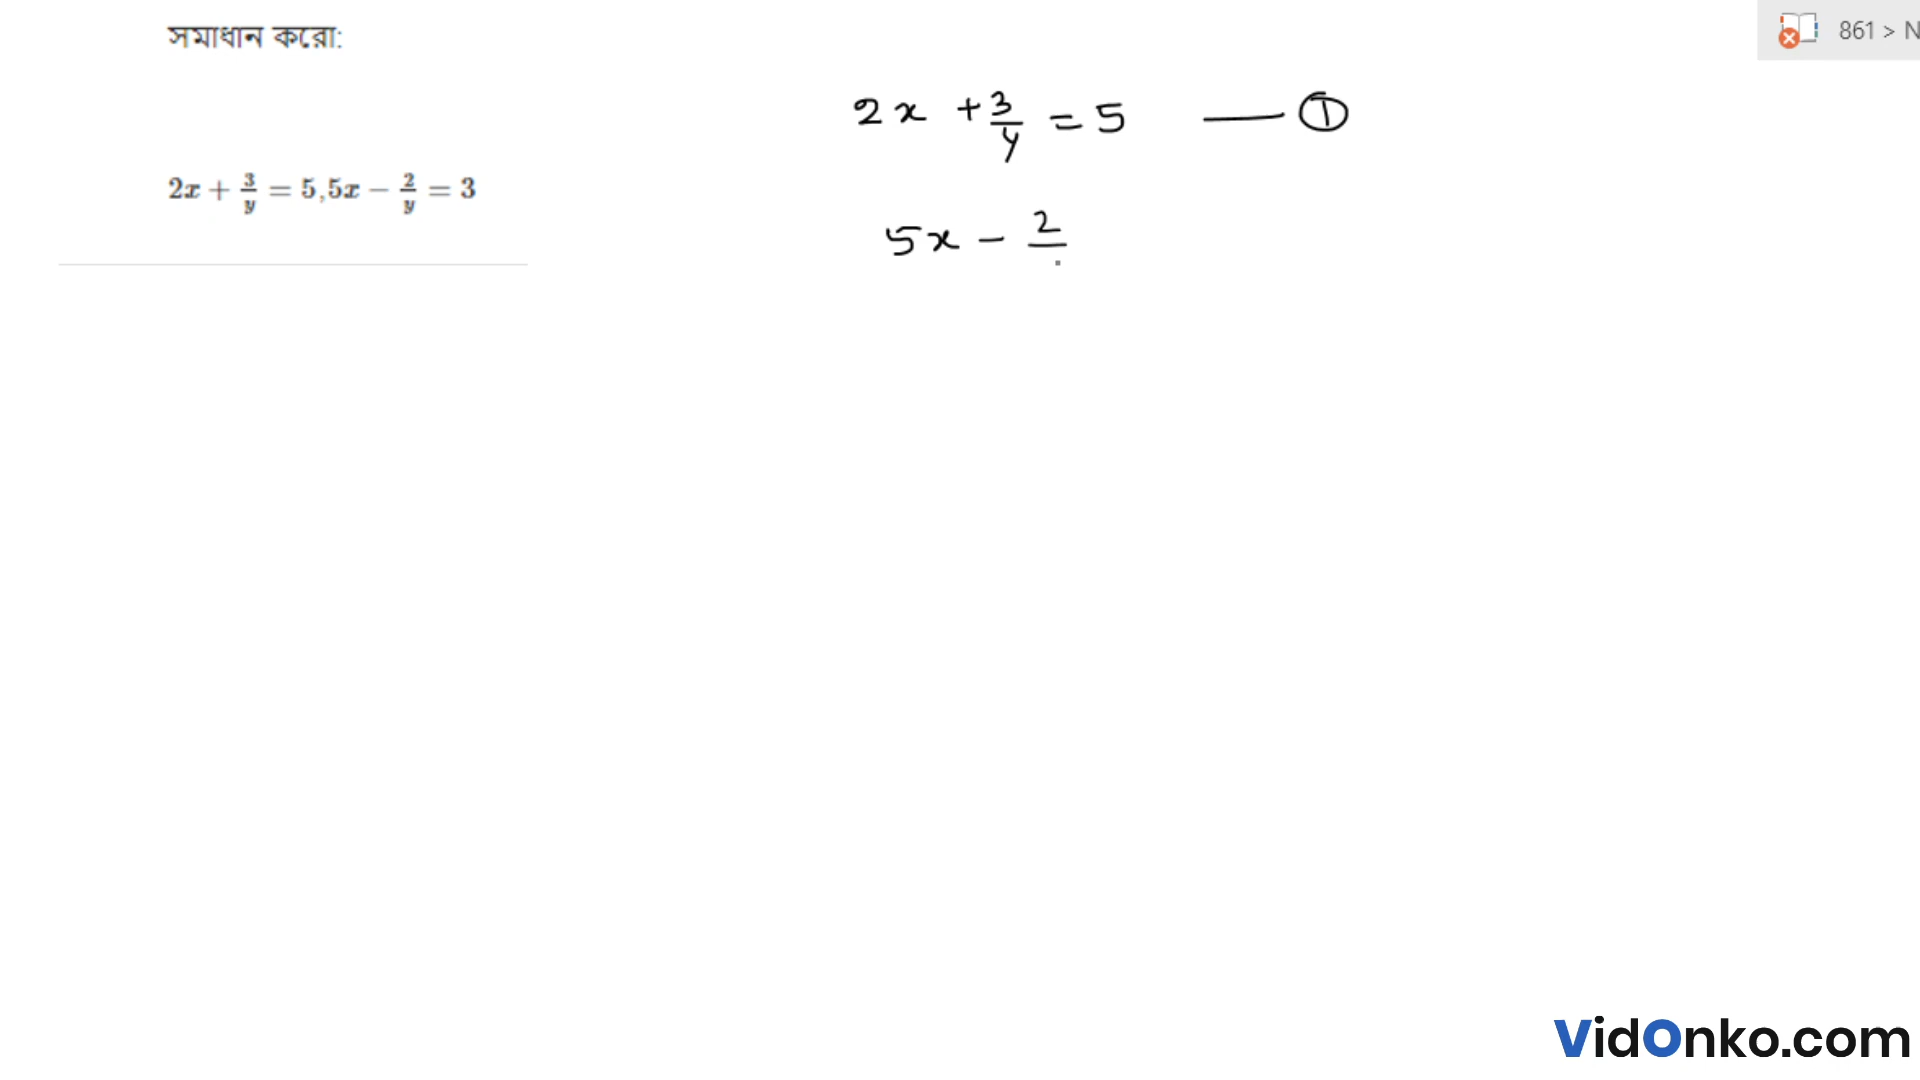 সমাধান করো:
861 > N
2x + 3/y = 5 — ①
2x + 3/y = 5, 5x − 2/y = 3
5x − 2/
VidOnko.com